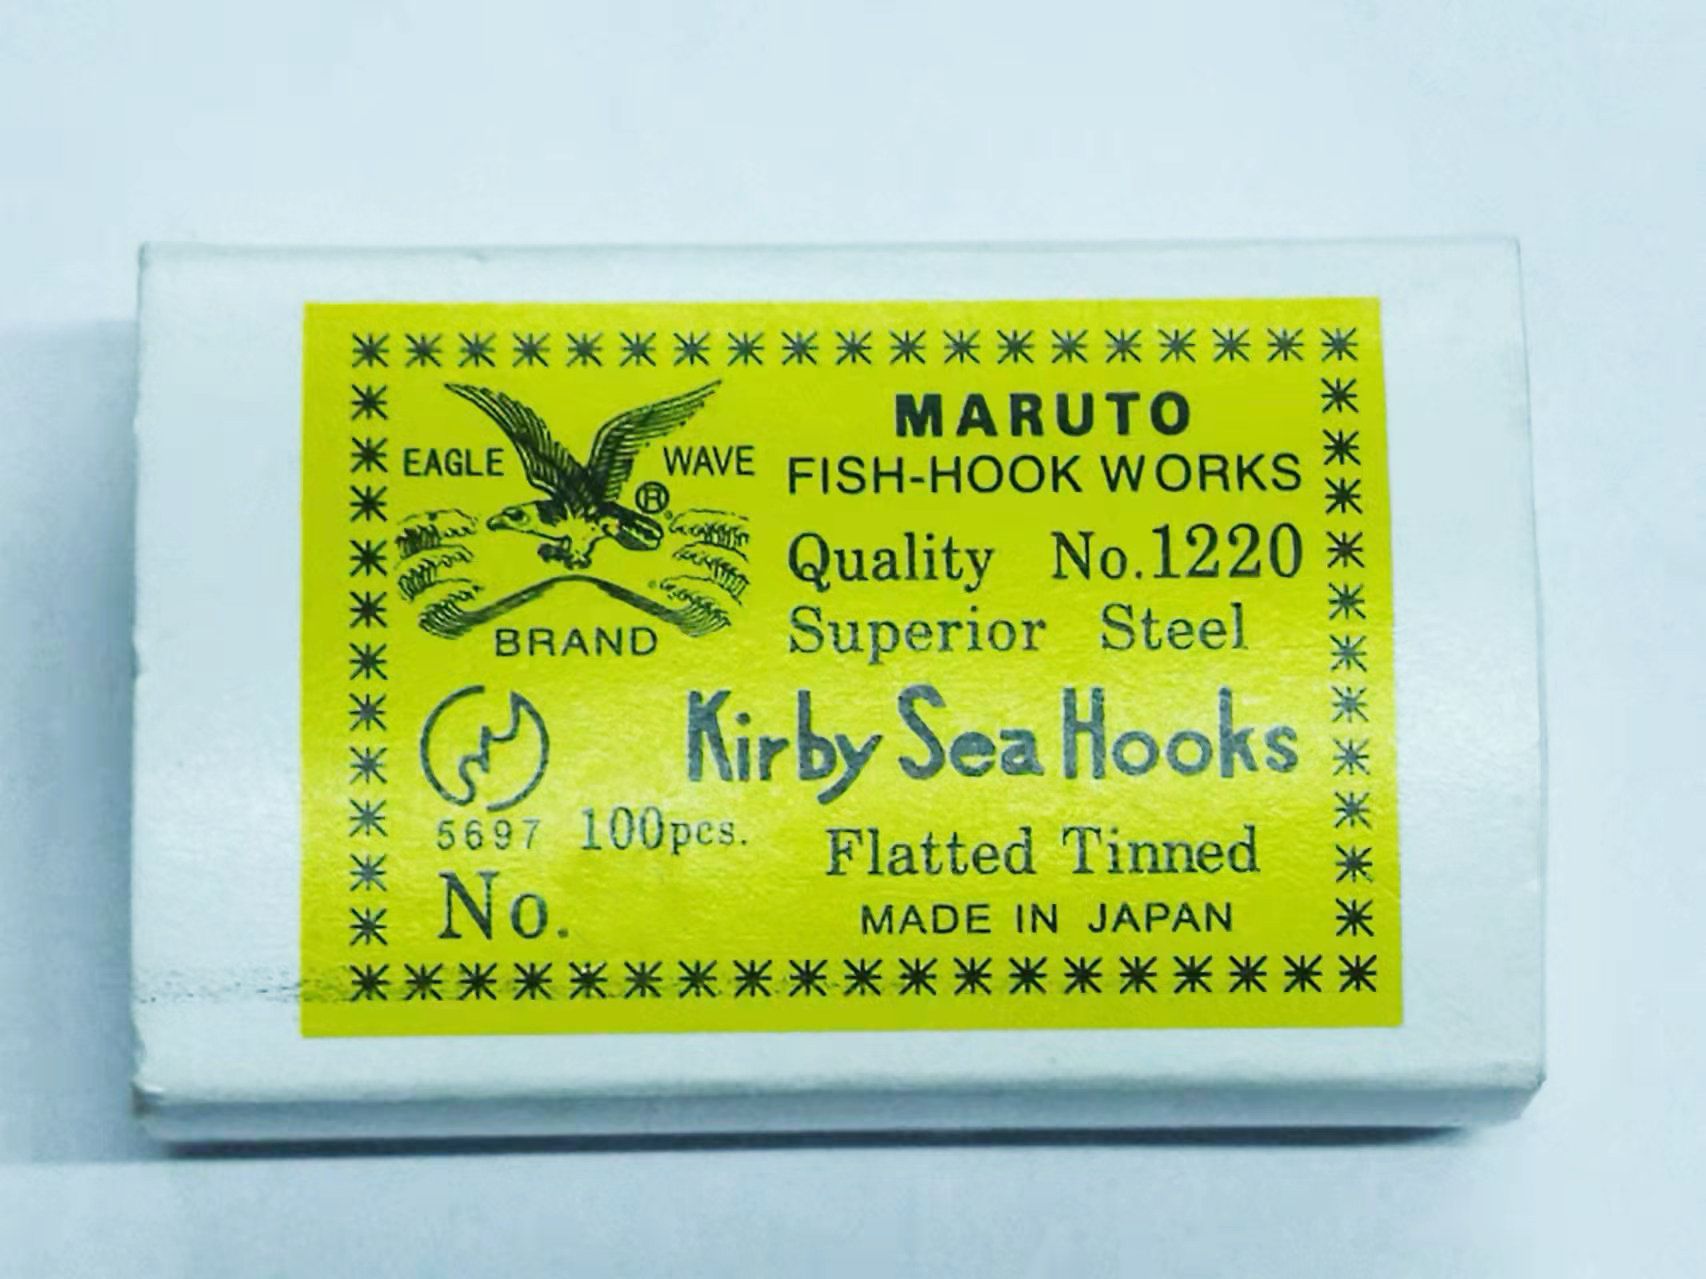 EAGLE WAVE
®
BRAND
MARUTO
FISH-HOOK WORKS
Quality No.1220
Superior Steel
Kirby Sea Hooks
5697 100pcs.
Flatted Tinned
No.
MADE IN JAPAN